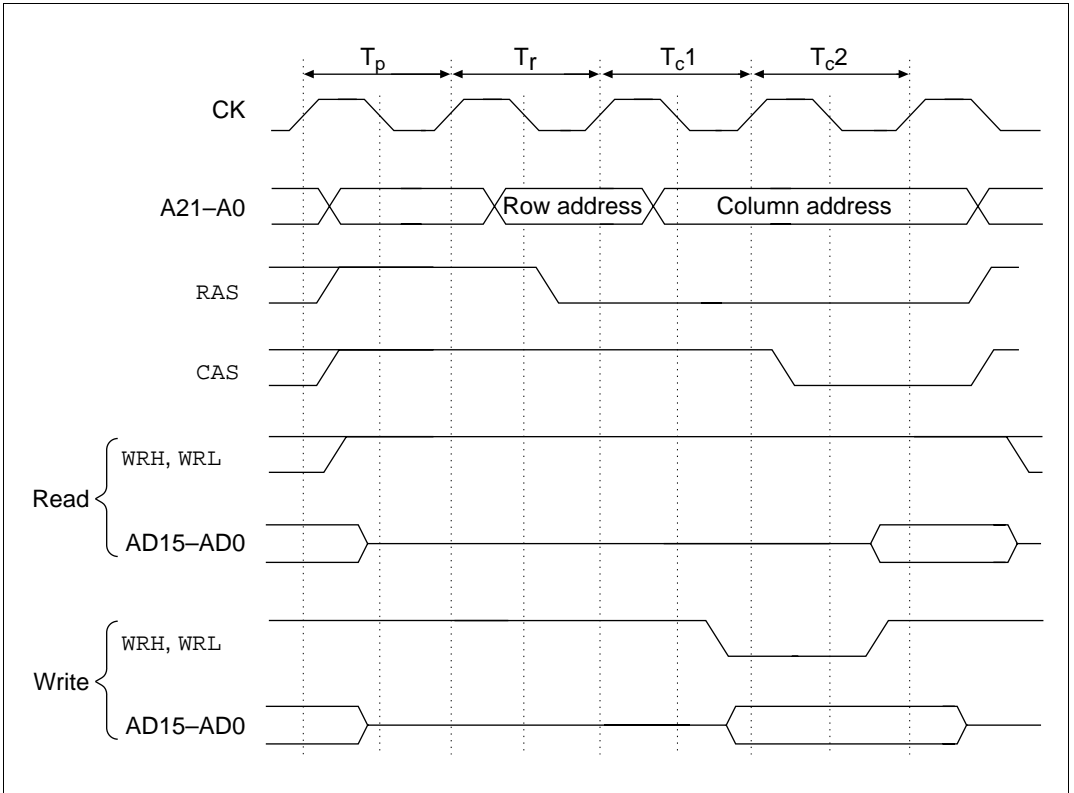 Tp Tr Tc1 Tc2
CK
A21–A0 Row address Column address
RAS
CAS
WRH, WRL
Read
AD15–AD0
WRH, WRL
Write
AD15–AD0